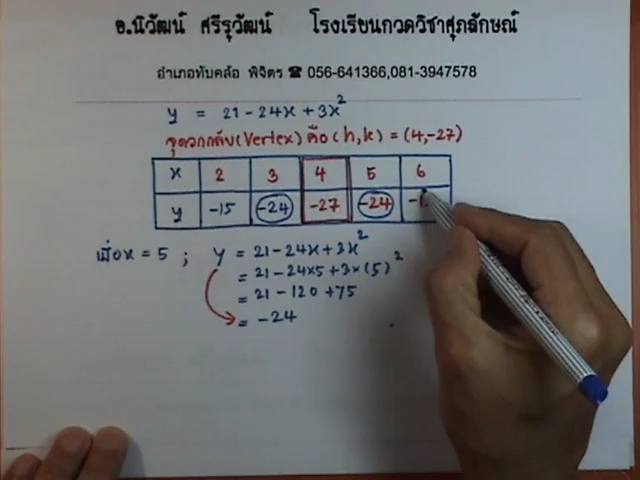 อ.นิวัฒน์ ศรีรุวัฒน์ โรงเรียนกวดวิชาสุภลักษณ์
อำเภอทับคล้อ พิจิตร ☎ 056-641366,081-3947578
y = 21 - 24x + 3x²
จุดวกกลับ(Vertex) คือ (h,k) = (4,-27)
x 2 3 4 5 6
y -15 -24 -27 -24
เมื่อ x = 5 ; y = 21 - 24x + 3x²
= 21 - 24×5 + 3×(5)²
= 21 - 120 + 75
= -24